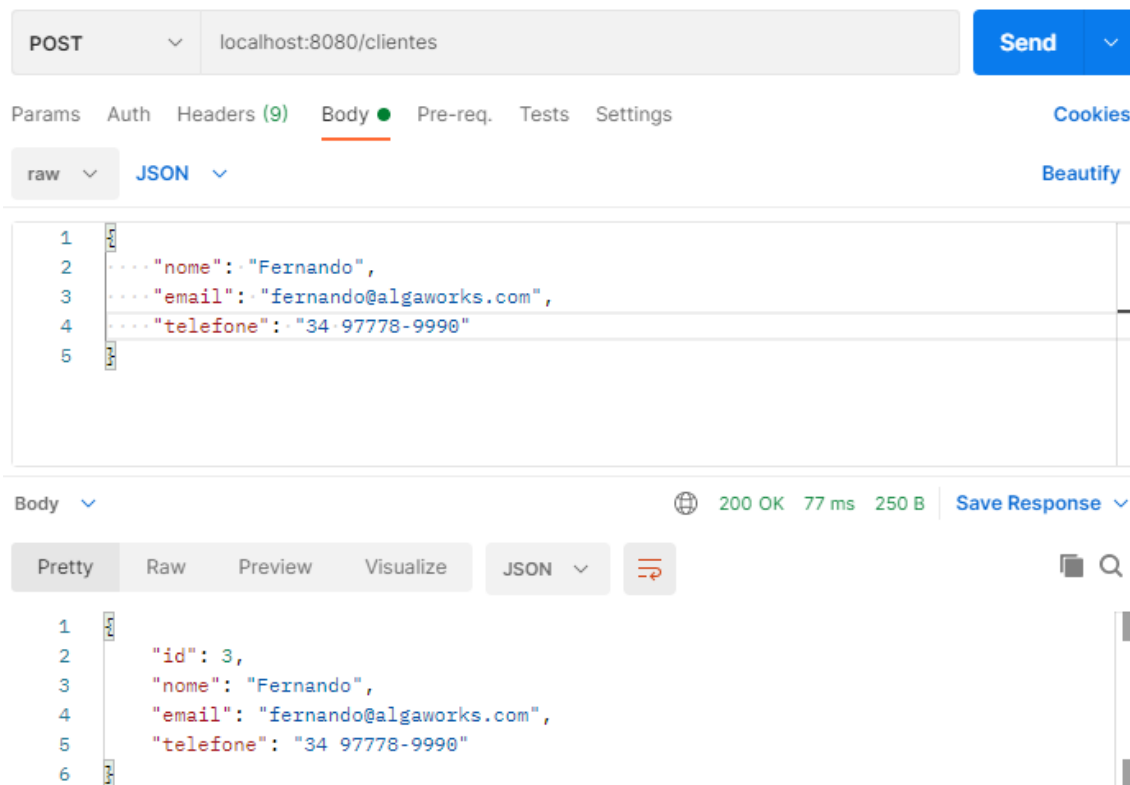 POST localhost:8080/clientes Send
Params Auth Headers (9) Body Pre-req. Tests Settings Cookies
raw JSON Beautify
1 {
2 "nome": "Fernando",
3 "email": "fernando@algaworks.com",
4 "telefone": "34 97778-9990"
5 }
Body 200 OK 77 ms 250 B Save Response
Pretty Raw Preview Visualize JSON
1 {
2 "id": 3,
3 "nome": "Fernando",
4 "email": "fernando@algaworks.com",
5 "telefone": "34 97778-9990"
6 }